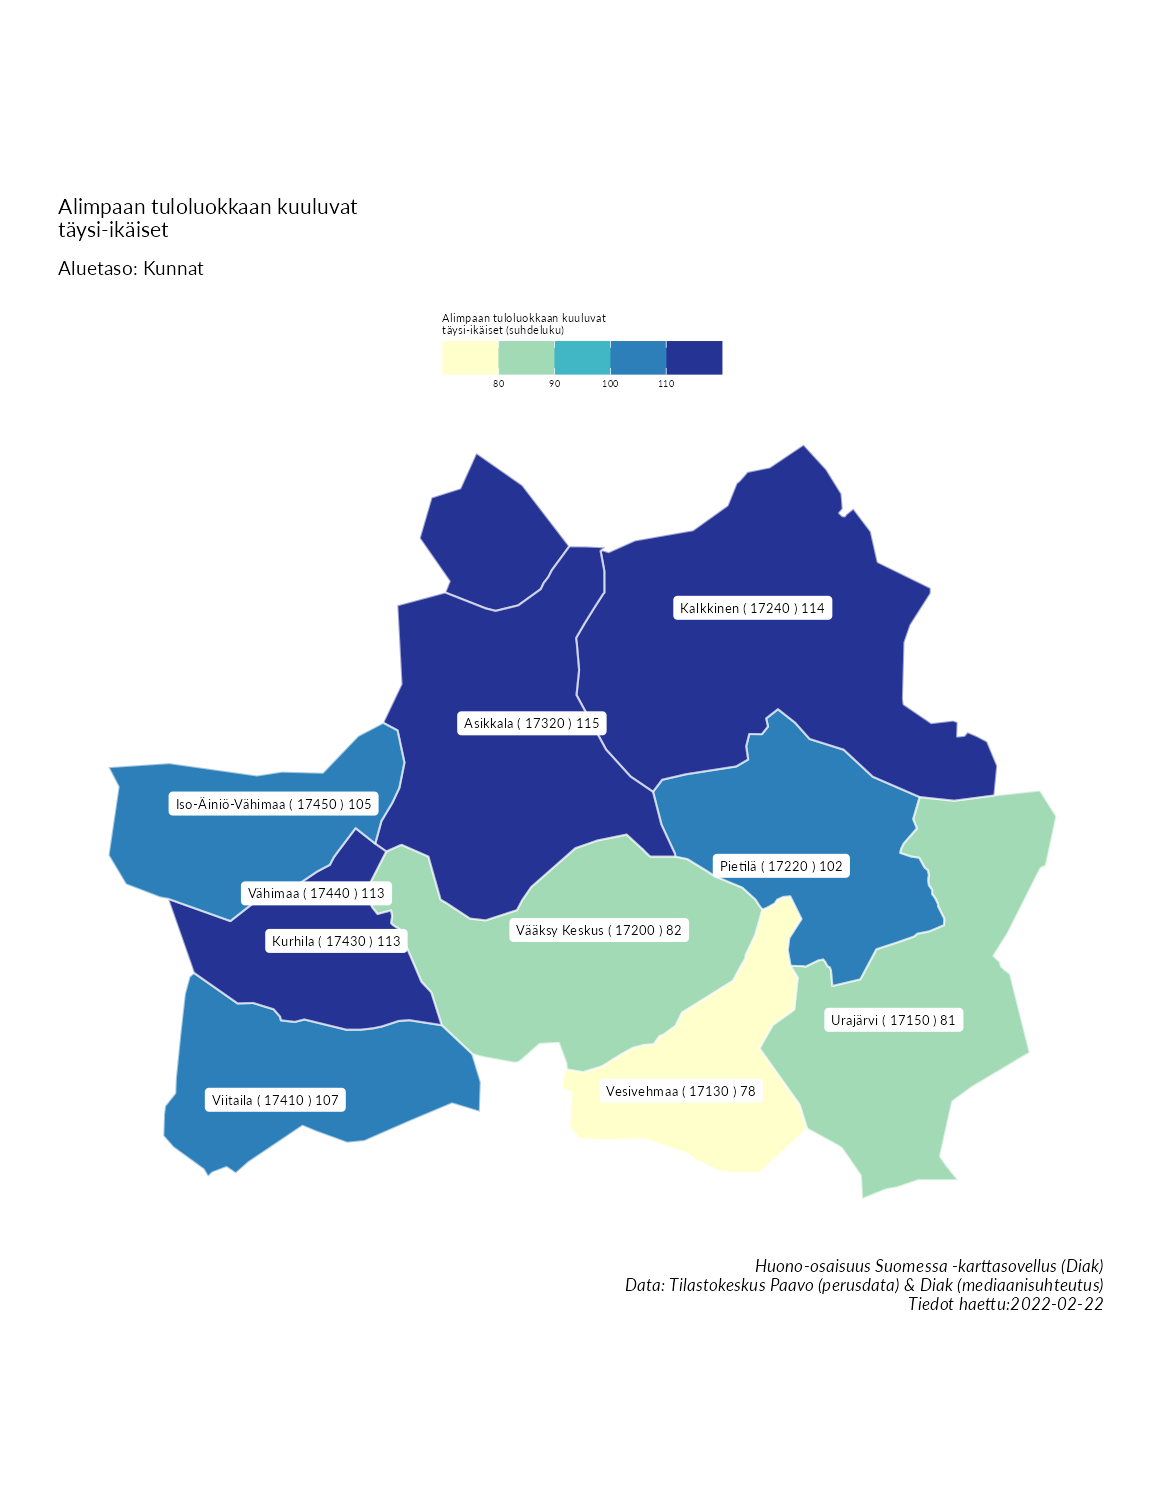 Alimpaan tuloluokkaan kuuluvat
täysi-ikäiset
Aluetaso: Kunnat
Alimpaan tuloluokkaan kuuluvat
täysi-ikäiset (suhdeluku)
80 90 100 110
Kalkkinen ( 17240 ) 114
Asikkala ( 17320 ) 115
Iso-Äiniö-Vähimaa ( 17450 ) 105
Pietilä ( 17220 ) 102
Vähimaa ( 17440 ) 113
Vääksy Keskus ( 17200 ) 82
Kurhila ( 17430 ) 113
Urajärvi ( 17150 ) 81
Vesivehmaa ( 17130 ) 78
Viitaila ( 17410 ) 107
Huono-osaisuus Suomessa -karttasovellus (Diak)
Data: Tilastokeskus Paavo (perusdata) & Diak (mediaanisuhteutus)
Tiedot haettu:2022-02-22